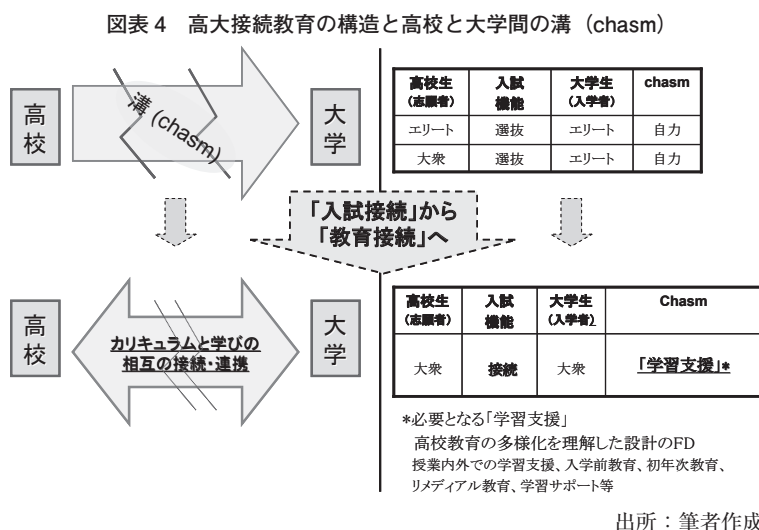 図表4 高大接続教育の構造と高校と大学間の溝 (chasm)
高校
溝 (chasm)
大学
高校生 入試 大学生 chasm
(志願者) 機能 (入学者)
エリート 選抜 エリート 自力
大衆 選抜 エリート 自力
「入試接続」から
「教育接続」へ
高校
カリキュラムと学びの
相互の接続・連携
大学
高校生 入試 大学生 Chasm
(志願者) 機能 (入学者)
大衆 接続 大衆 「学習支援」*
*必要となる「学習支援」
高校教育の多様化を理解した設計のFD
授業内外での学習支援、入学前教育、初年次教育、
リメディアル教育、学習サポート等
出所：筆者作成